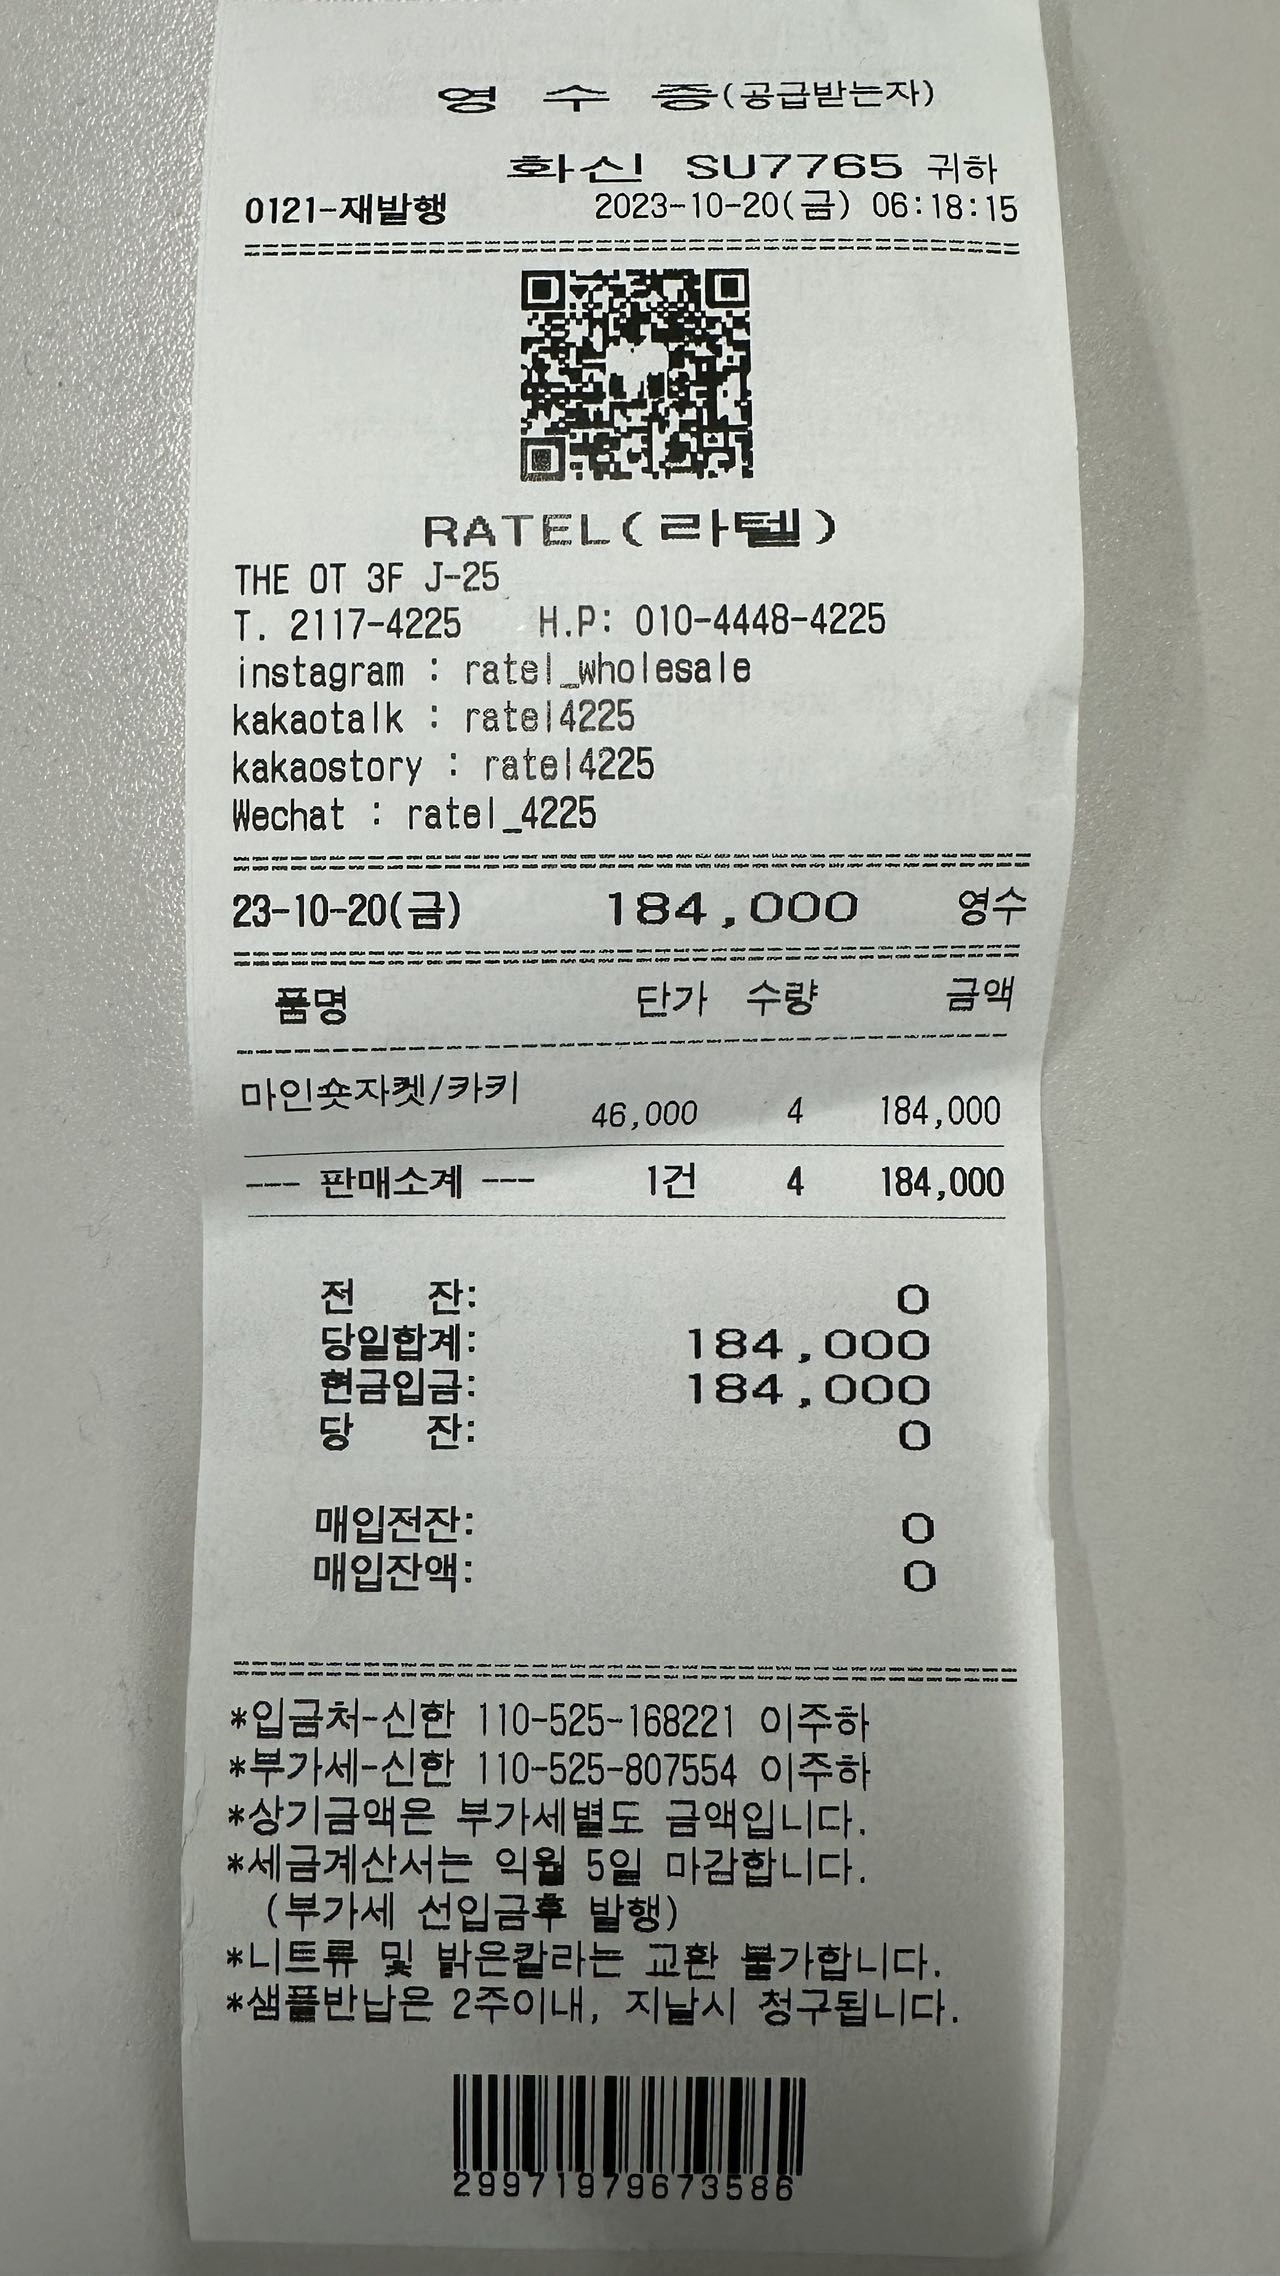 영 수 증(공급받는자)
화신 SU7765 귀하
0121-재발행 2023-10-20(금) 06:18:15
RATEL(라텔)
THE OT 3F J-25
T. 2117-4225 H.P: 010-4448-4225
instagram : ratel_wholesale
kakaotalk : ratel4225
kakaostory : ratel4225
Wechat : ratel_4225
23-10-20(금) 184,000 영수
품명 단가 수량 금액
마인숏자켓/카키
46,000 4 184,000
--- 판매소계 --- 1건 4 184,000
전 잔: 0
당일합계: 184,000
현금입금: 184,000
당 잔: 0
매입전잔: 0
매입잔액: 0
*입금처-신한 110-525-168221 이주하
*부가세-신한 110-525-807554 이주하
*상기금액은 부가세별도 금액입니다.
*세금계산서는 익월 5일 마감합니다.
(부가세 선입금후 발행)
*니트류 및 밝은칼라는 교환 불가합니다.
*샘플반납은 2주이내, 지날시 청구됩니다.
29971979673586